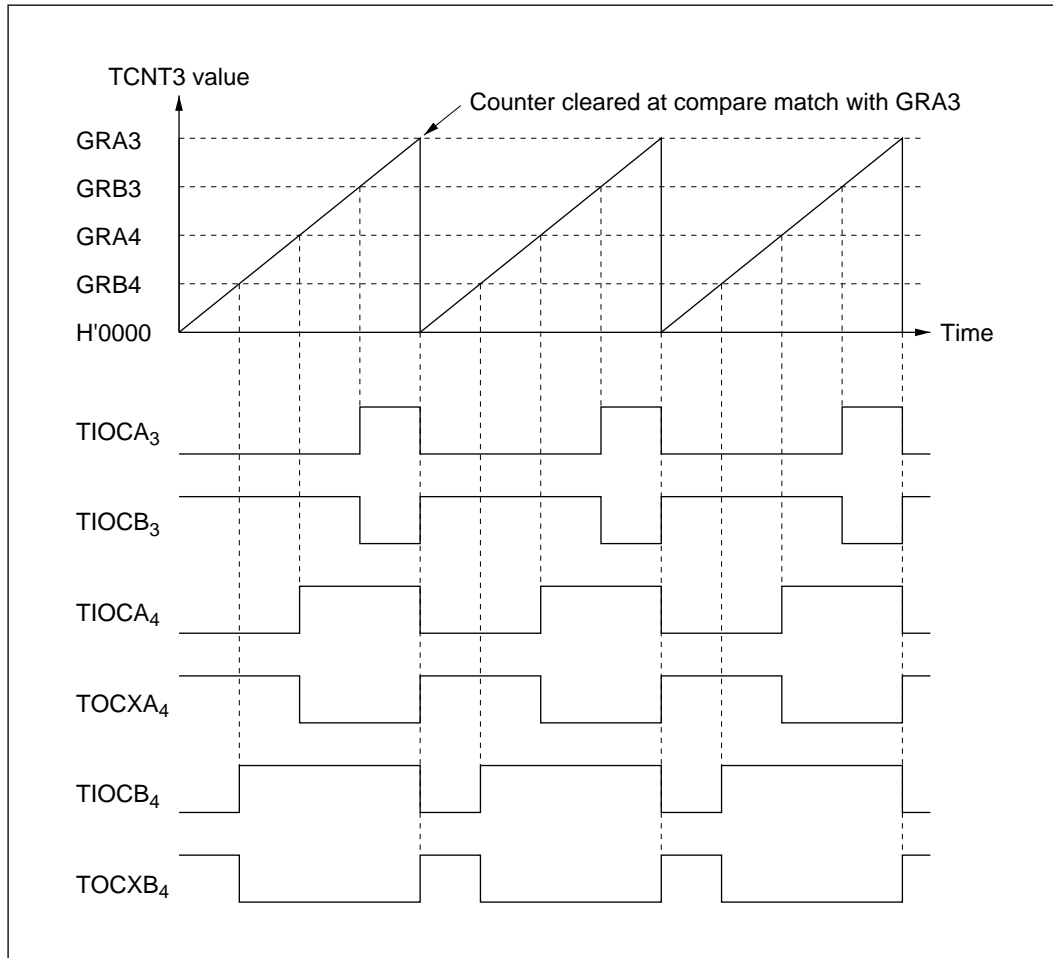 TCNT3 value
Counter cleared at compare match with GRA3
GRA3
GRB3
GRA4
GRB4
H'0000
Time
TIOCA3
TIOCB3
TIOCA4
TOCXA4
TIOCB4
TOCXB4